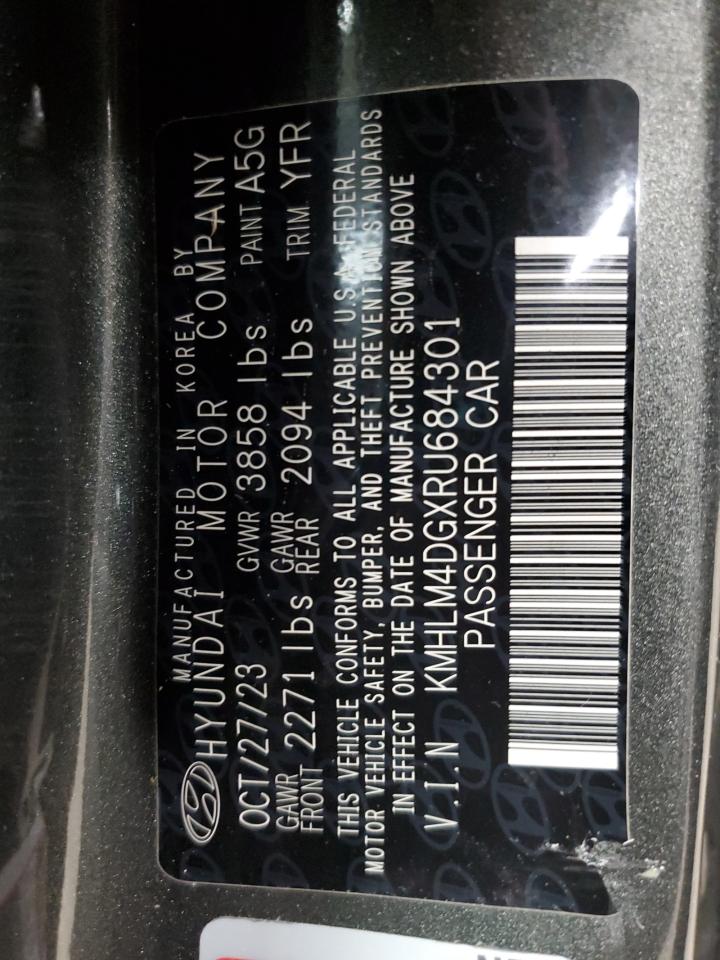 MANUFACTURED IN KOREA BY
HYUNDAI MOTOR COMPANY
OCT/27/23 GVWR 3858 lbs PAINT A5G
GAWR FRONT 2271 lbs GAWR REAR 2094 lbs TRIM YFR
THIS VEHICLE CONFORMS TO ALL APPLICABLE U.S.A FEDERAL
MOTOR VEHICLE SAFETY, BUMPER, AND THEFT PREVENTION STANDARDS
IN EFFECT ON THE DATE OF MANUFACTURE SHOWN ABOVE
V.I.N KMHLM4DGXRU684301
PASSENGER CAR